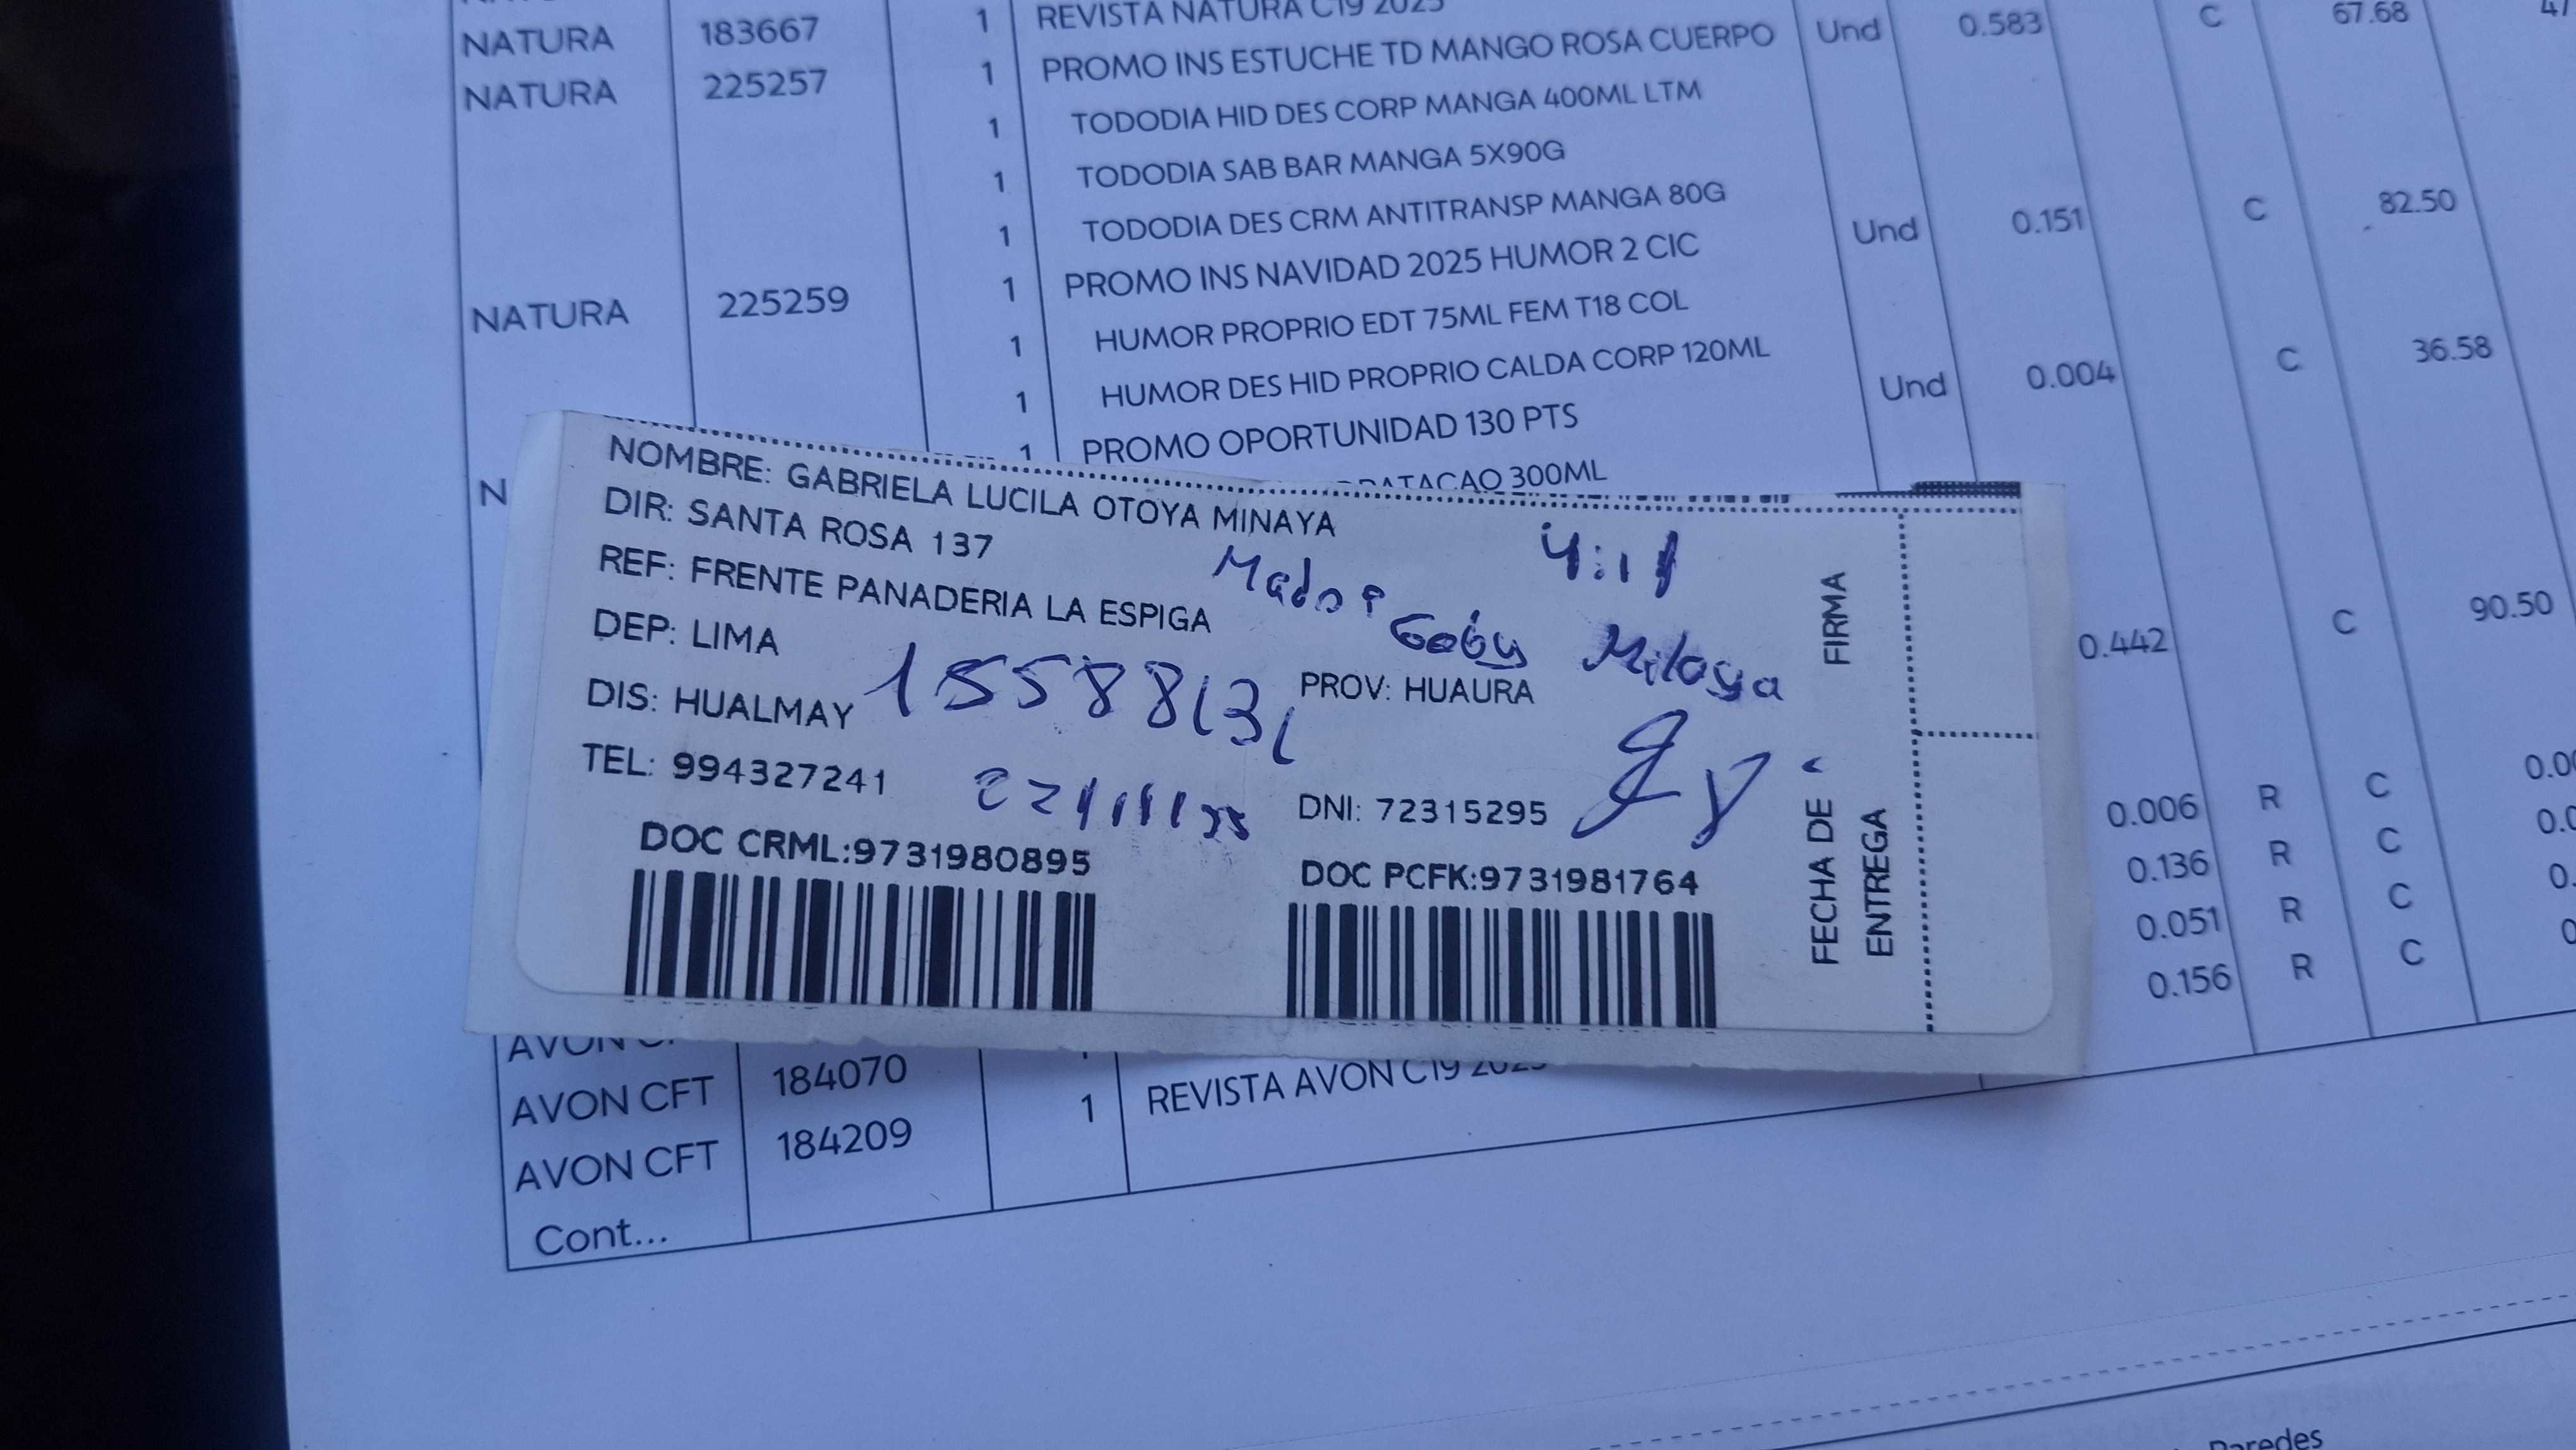 NATURA 183667 1 REVISTA NATURA C19 2025
NATURA 225257 1 PROMO INS ESTUCHE TD MANGO ROSA CUERPO Und 0.583 C 67.68
1 TODODIA HID DES CORP MANGA 400ML LTM
1 TODODIA SAB BAR MANGA 5X90G
1 TODODIA DES CRM ANTITRANSP MANGA 80G
NATURA 225259 1 PROMO INS NAVIDAD 2025 HUMOR 2 CIC Und 0.151 C 82.50
1 HUMOR PROPRIO EDT 75ML FEM T18 COL
1 HUMOR DES HID PROPRIO CALDA CORP 120ML
N 1 PROMO OPORTUNIDAD 130 PTS Und 0.004 C 36.58
300ML
0.442 C 90.50
0.006 R C
0.136 R C
0.051 R C
0.156 R C
NOMBRE: GABRIELA LUCILA OTOYA MINAYA
DIR: SANTA ROSA 137
4:11
REF: FRENTE PANADERIA LA ESPIGA
Gaby
DEP: LIMA
DIS: HUALMAY
PROV: HUAURA
TEL: 994327241
DNI: 72315295
DOC CRML:9731980895
DOC PCFK:9731981764
FIRMA
FECHA DE ENTREGA
AVON
AVON CFT 184070
AVON CFT 184209 1 REVISTA AVON C19 2025
Cont...
Paredes